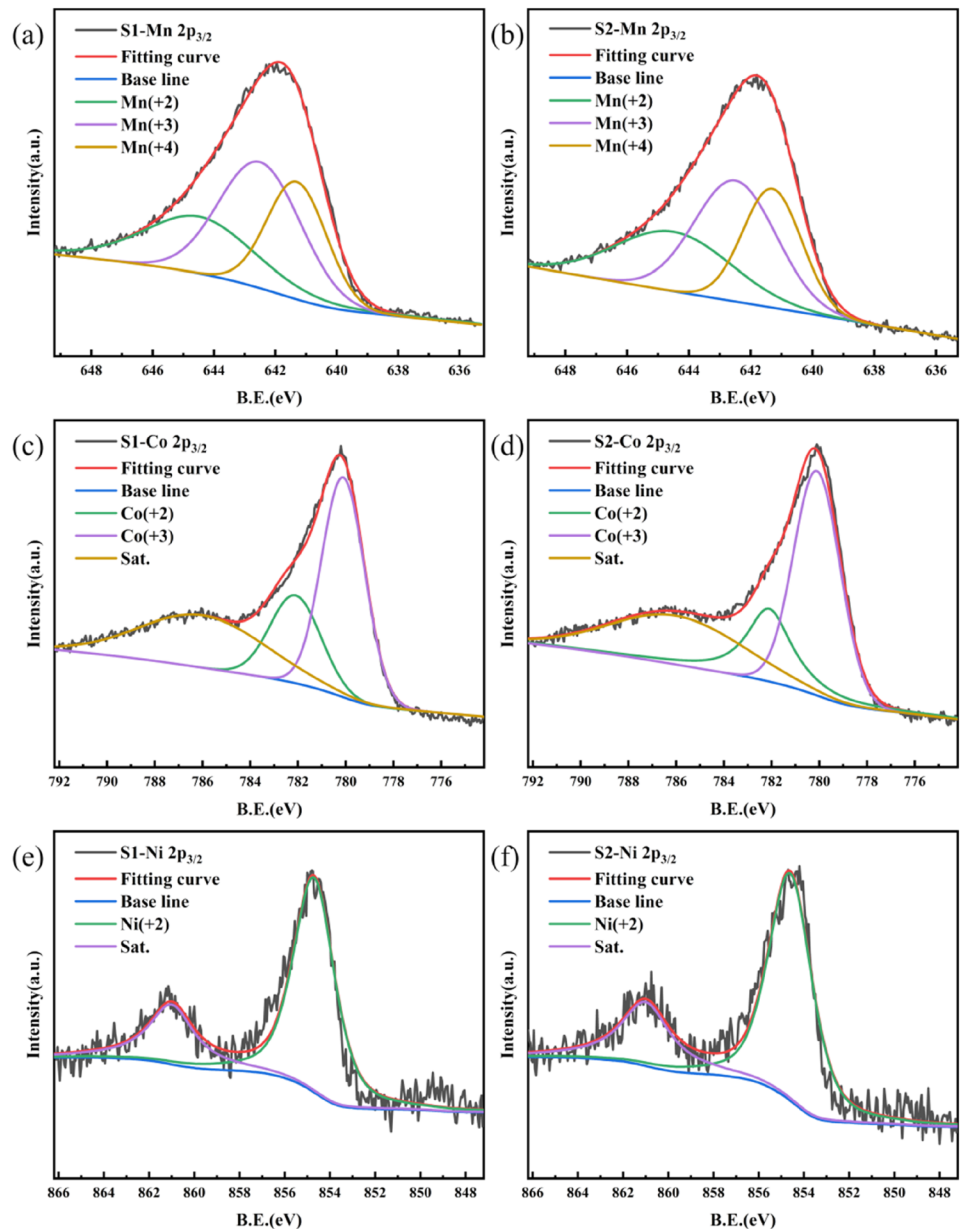 (a)
S1-Mn 2p3/2
Fitting curve
Base line
Mn(+2)
Mn(+3)
Mn(+4)
Intensity(a.u.)
648 646 644 642 640 638 636
B.E.(eV)
(b)
S2-Mn 2p3/2
Fitting curve
Base line
Mn(+2)
Mn(+3)
Mn(+4)
Intensity(a.u.)
648 646 644 642 640 638 636
B.E.(eV)
(c)
S1-Co 2p3/2
Fitting curve
Base line
Co(+2)
Co(+3)
Sat.
Intensity(a.u.)
792 790 788 786 784 782 780 778 776
B.E.(eV)
(d)
S2-Co 2p3/2
Fitting curve
Base line
Co(+2)
Co(+3)
Sat.
Intensity(a.u.)
792 790 788 786 784 782 780 778 776
B.E.(eV)
(e)
S1-Ni 2p3/2
Fitting curve
Base line
Ni(+2)
Sat.
Intensity(a.u.)
866 864 862 860 858 856 854 852 850 848
B.E.(eV)
(f)
S2-Ni 2p3/2
Fitting curve
Base line
Ni(+2)
Sat.
Intensity(a.u.)
866 864 862 860 858 856 854 852 850 848
B.E.(eV)